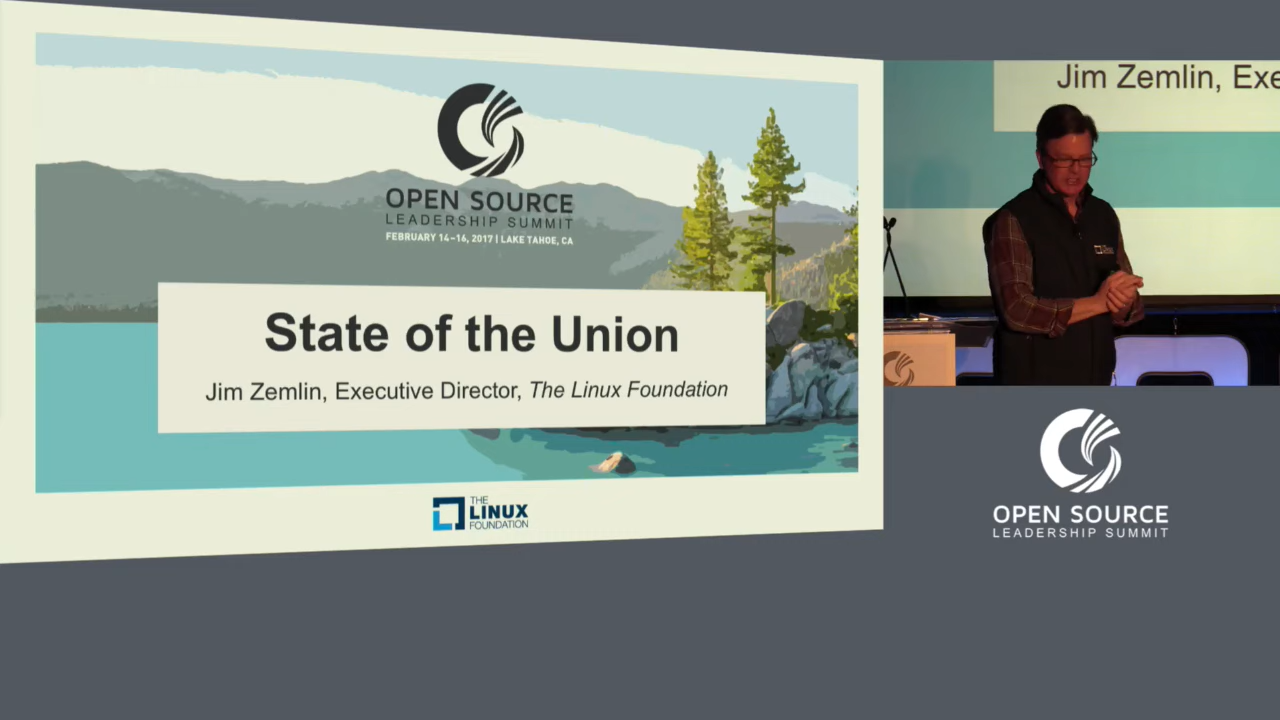 OPEN SOURCE
LEADERSHIP SUMMIT
FEBRUARY 14–16, 2017 | LAKE TAHOE, CA
State of the Union
Jim Zemlin, Executive Director, The Linux Foundation
THE
LINUX
FOUNDATION
Jim Zemlin, Exe
OPEN SOURCE
LEADERSHIP SUMMIT